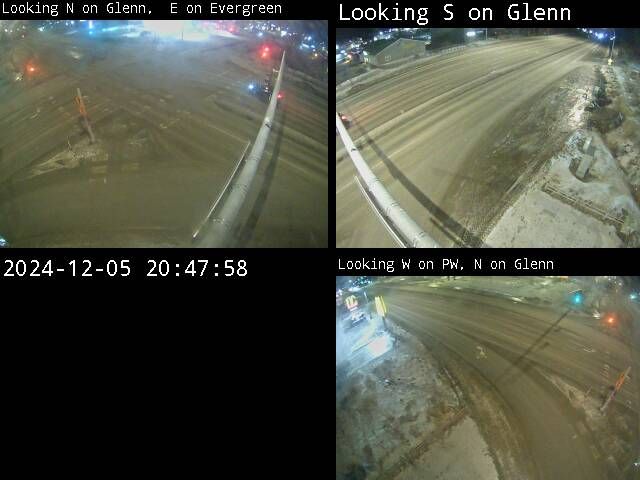 Looking N on Glenn,  E on Evergreen
Looking S on Glenn
2024-12-05 20:47:58
Looking W on PW, N on Glenn